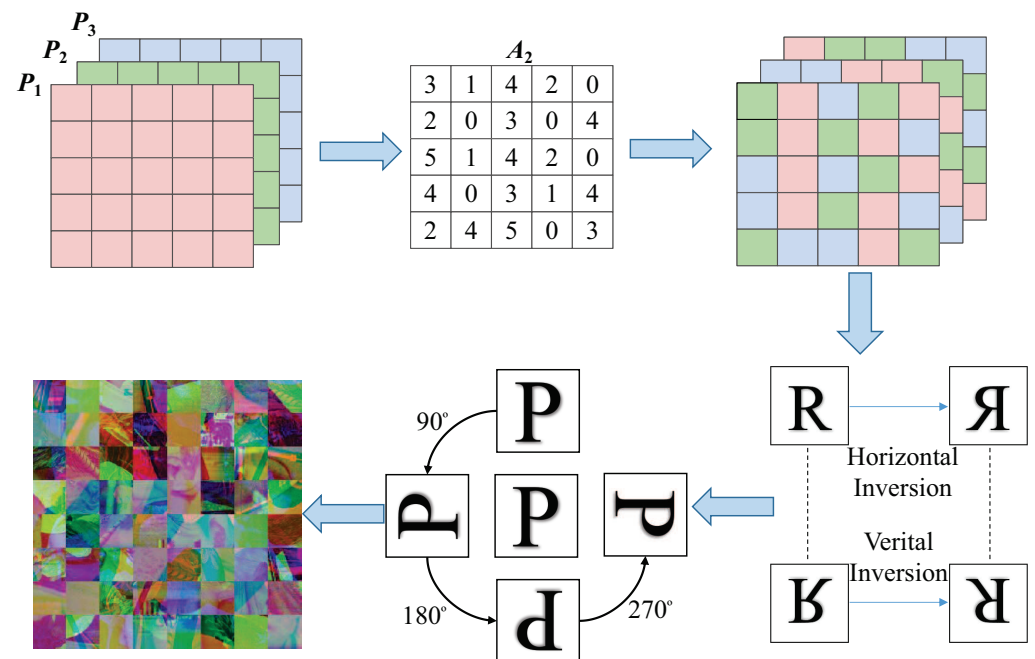 P3
P2
P1
A2
3 1 4 2 0
2 0 3 0 4
5 1 4 2 0
4 0 3 1 4
2 4 5 0 3
R R
Horizontal
Inversion
Verital
Inversion
R R
P
90°
P P P
180° 270°
P